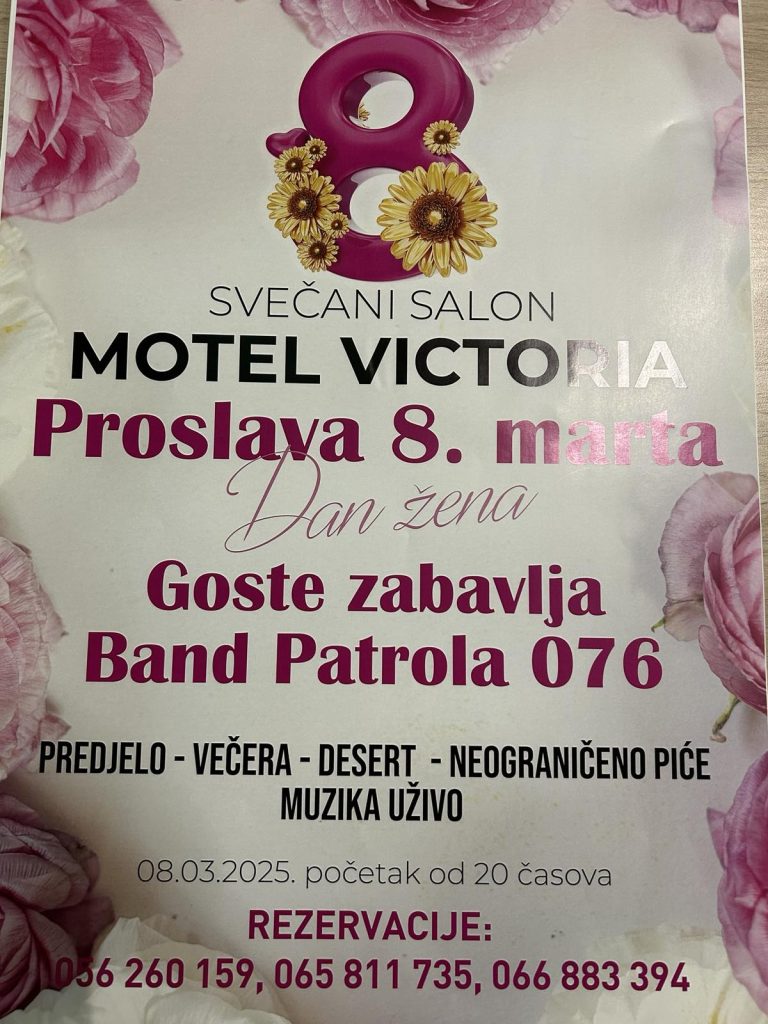 8
SVEČANI SALON
MOTEL VICTORIA
Proslava 8. marta
Dan žena
Goste zabavlja
Band Patrola 076
PREDJELO - VEČERA - DESERT - NEOGRANIČENO PIĆE
MUZIKA UŽIVO
08.03.2025. početak od 20 časova
REZERVACIJE:
056 260 159, 065 811 735, 066 883 394